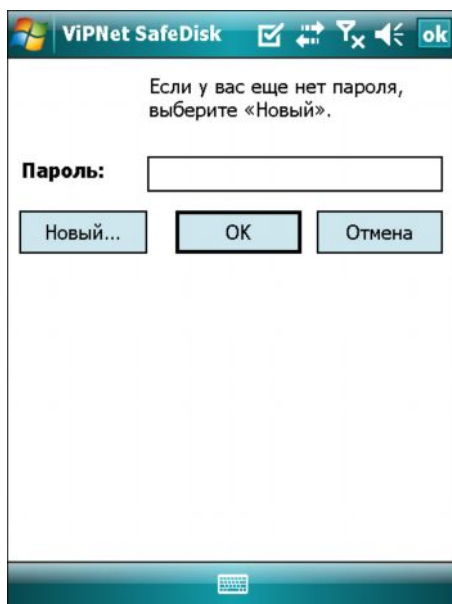 ViPNet SafeDisk ok
Если у вас еще нет пароля,
выберите «Новый».
Пароль:
Новый... OK Отмена